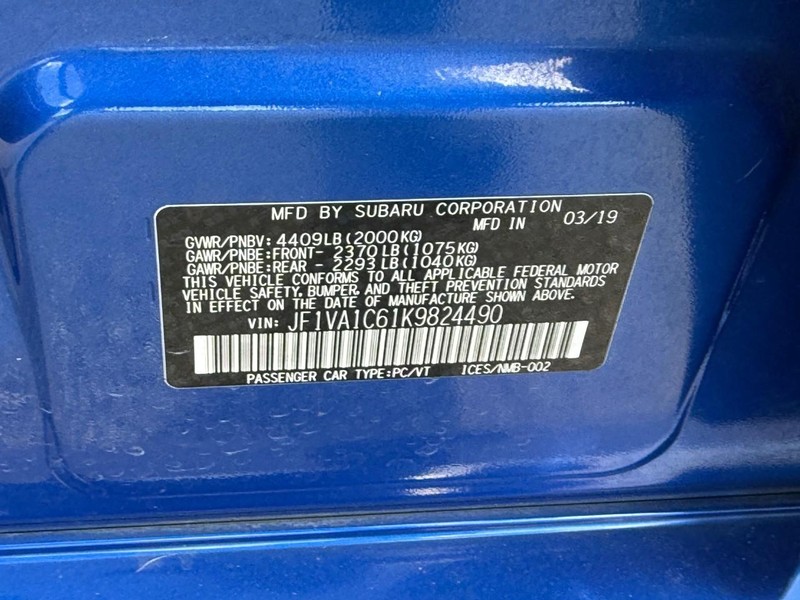 MFD BY SUBARU CORPORATION
MFD IN 03/19
GVWR/PNBV: 4409LB(2000KG)
GAWR/PNBE:FRONT- 2370LB(1075KG)
GAWR/PNBE:REAR - 2293LB(1040KG)
THIS VEHICLE CONFORMS TO ALL APPLICABLE FEDERAL MOTOR
VEHICLE SAFETY, BUMPER, AND THEFT PREVENTION STANDARDS
IN EFFECT ON THE DATE OF MANUFACTURE SHOWN ABOVE.
VIN: JF1VA1C61K9824490
PASSENGER CAR TYPE:PC/VT ICES/NMB-002